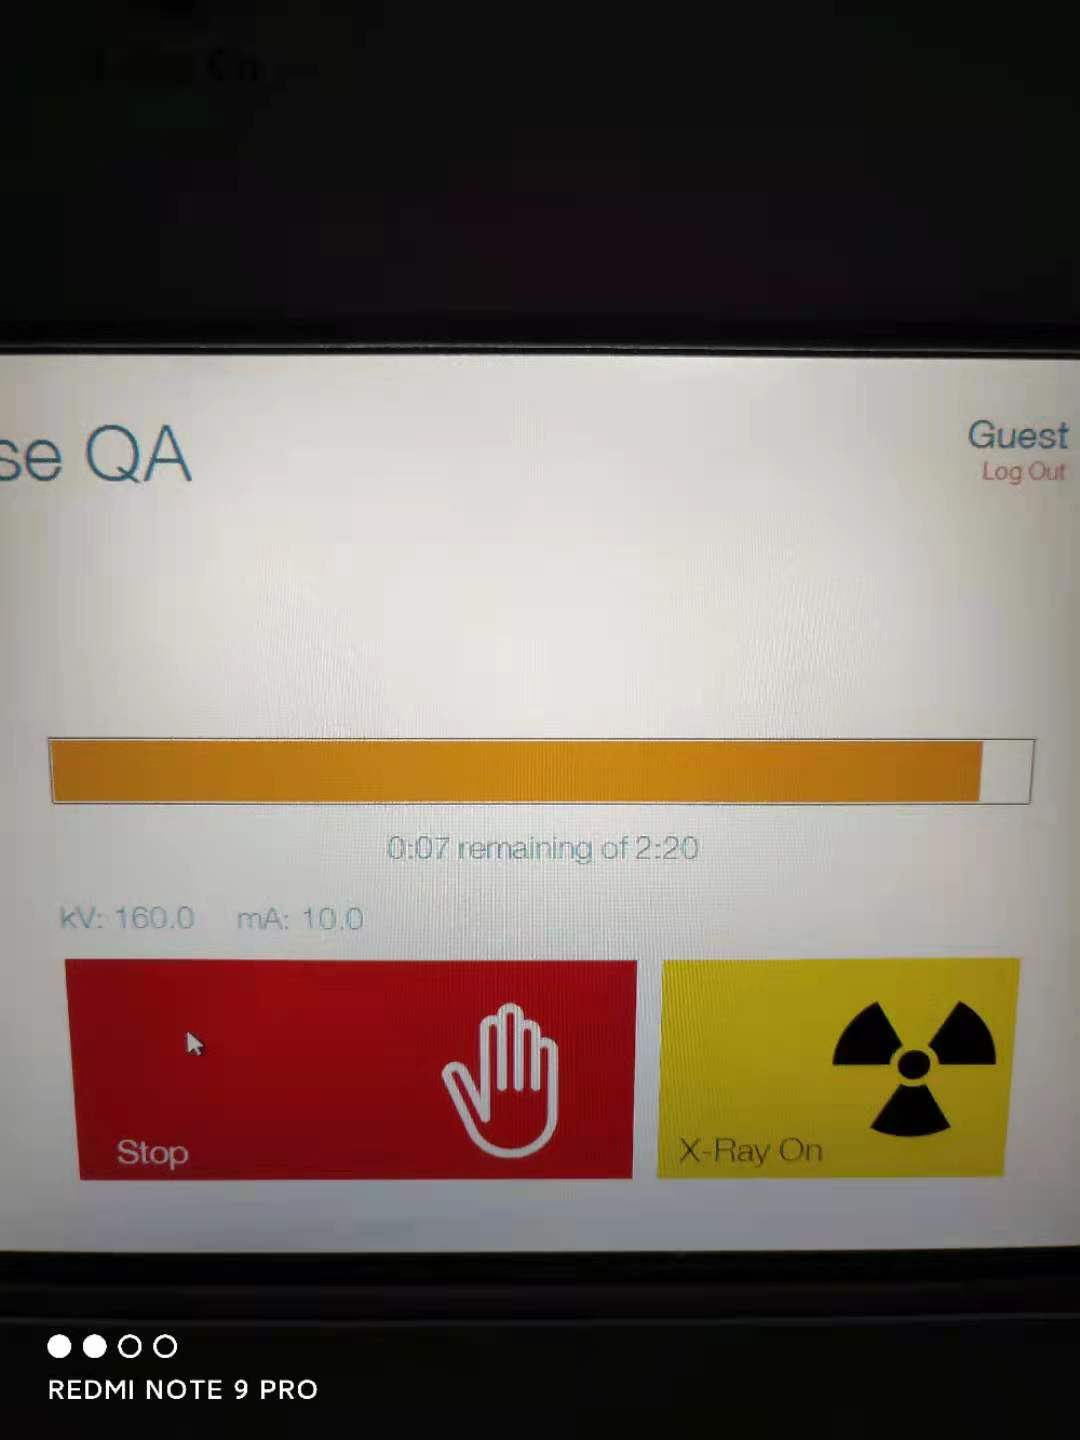 se QA
Guest
Log Out
0:07 remaining of 2:20
kV: 160.0 mA: 10.0
Stop
X-Ray On
REDMI NOTE 9 PRO